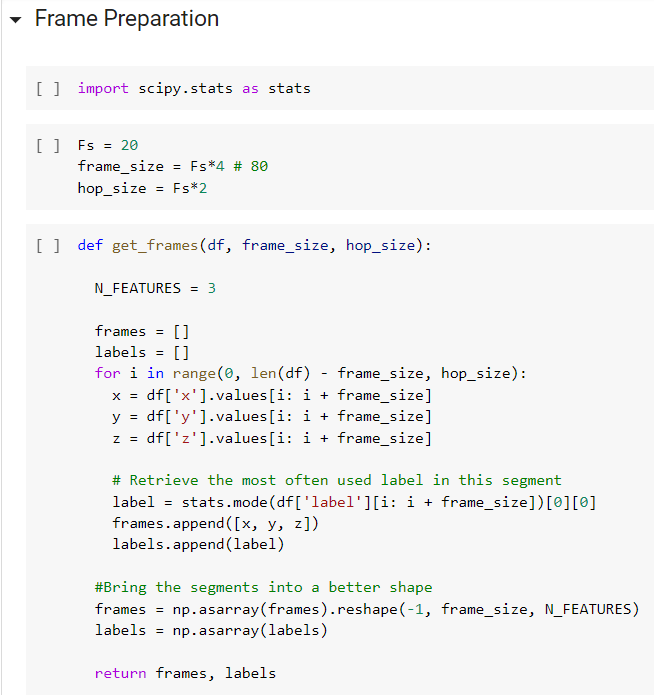 Frame Preparation
[ ] import scipy.stats as stats
[ ] Fs = 20
frame_size = Fs*4 # 80
hop_size = Fs*2
[ ] def get_frames(df, frame_size, hop_size):
N_FEATURES = 3
frames = []
labels = []
for i in range(0, len(df) - frame_size, hop_size):
x = df['x'].values[i: i + frame_size]
y = df['y'].values[i: i + frame_size]
z = df['z'].values[i: i + frame_size]
# Retrieve the most often used label in this segment
label = stats.mode(df['label'][i: i + frame_size])[0][0]
frames.append([x, y, z])
labels.append(label)
#Bring the segments into a better shape
frames = np.asarray(frames).reshape(-1, frame_size, N_FEATURES)
labels = np.asarray(labels)
return frames, labels